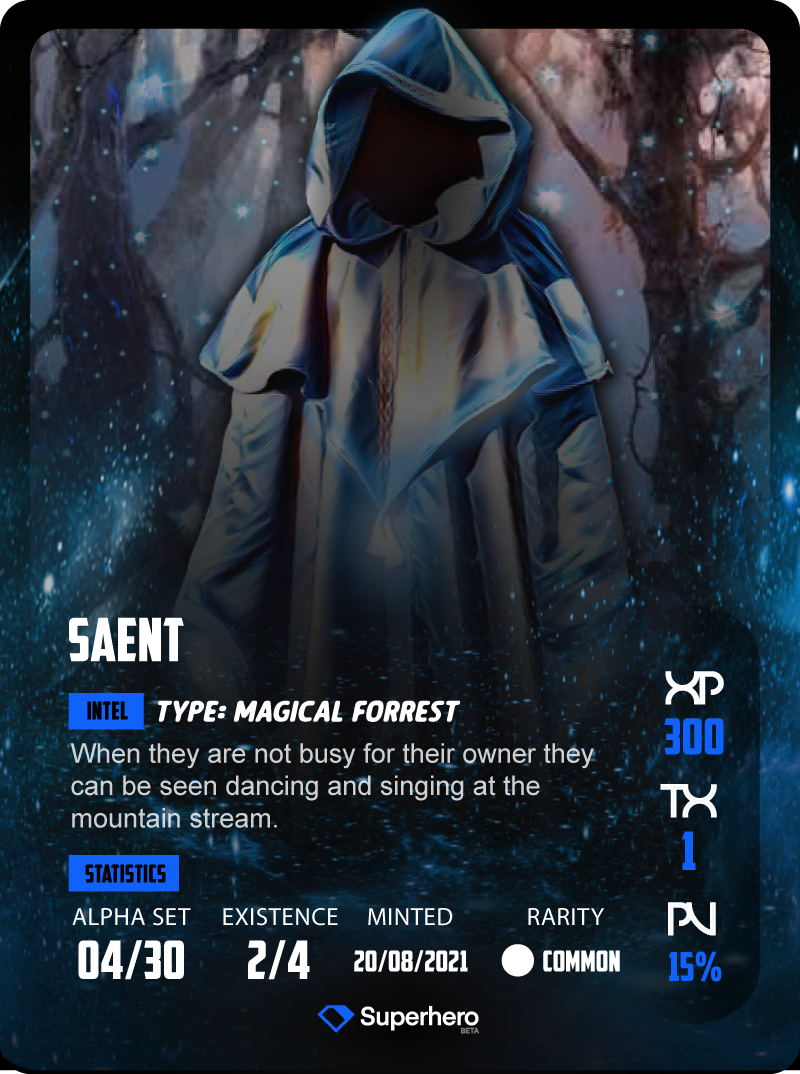 SAENT
INTEL TYPE: MAGICAL FORREST
When they are not busy for their owner they
can be seen dancing and singing at the
mountain stream.
XP
300
TX
1
PV
15%
STATISTICS
ALPHA SET EXISTENCE MINTED RARITY
04/30 2/4 20/08/2021 COMMON
Superhero
BETA